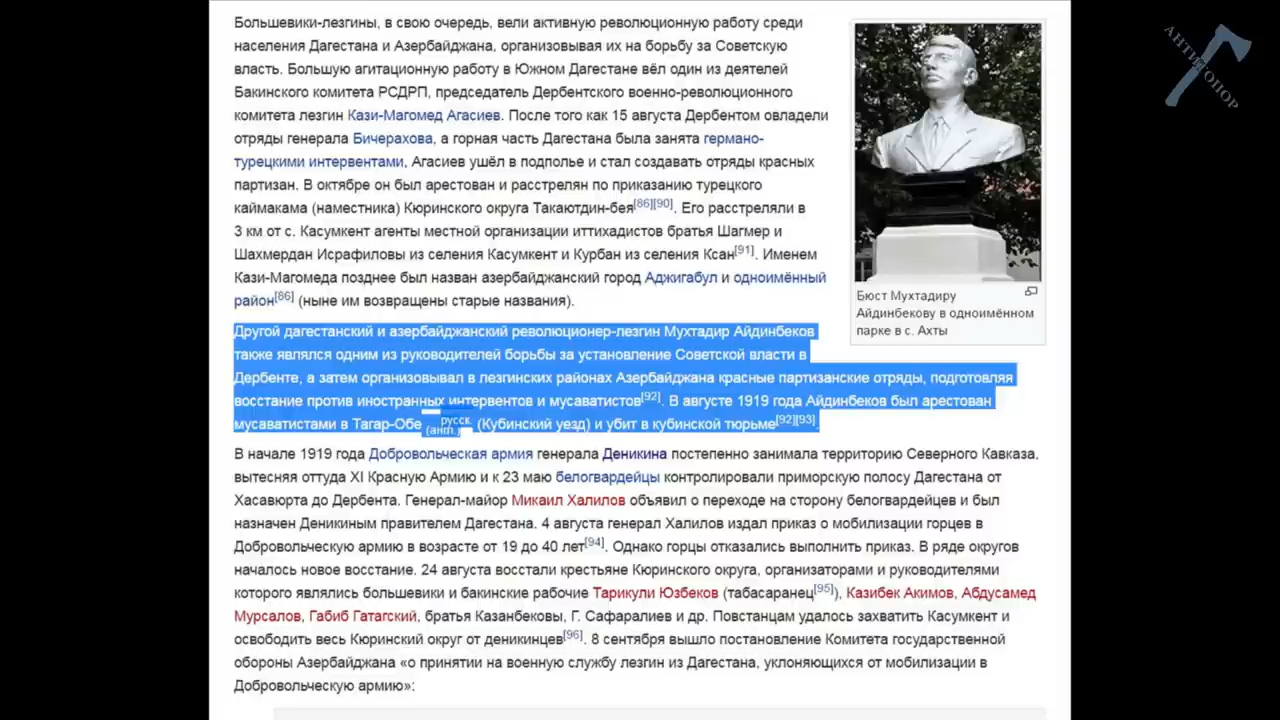 Большевики-лезгины, в свою очередь, вели активную революционную работу среди
населения Дагестана и Азербайджана, организовывая их на борьбу за Советскую
власть. Большую агитационную работу в Южном Дагестане вёл один из деятелей
Бакинского комитета РСДРП, председатель Дербентского военно-революционного
комитета лезгин Кази-Магомед Агасиев. После того как 15 августа Дербентом овладели
отряды генерала Бичерахова, а горная часть Дагестана была занята германо-
турецкими интервентами, Агасиев ушёл в подполье и стал создавать отряды красных
партизан. В октябре он был арестован и расстрелян по приказанию турецкого
каймакама (наместника) Кюринского округа Такаютдин-бея[86][90]. Его расстреляли в
3 км от с. Касумкент агенты местной организации иттихадистов братья Шагмер и
Шахмердан Исрафиловы из селения Касумкент и Курбан из селения Ксан[91]. Именем
Кази-Магомеда позднее был назван азербайджанский город Аджигабул и одноимённый
район[86] (ныне им возвращены старые названия).
Бюст Мухтадиру
Айдинбекову в одноимённом
парке в с. Ахты
Другой дагестанский и азербайджанский революционер-лезгин Мухтадир Айдинбеков
также являлся одним из руководителей борьбы за установление Советской власти в
Дербенте, а затем организовывал в лезгинских районах Азербайджана красные партизанские отряды, подготовляя
восстание против иностранных интервентов и мусаватистов[92]. В августе 1919 года Айдинбеков был арестован
мусаватистами в Тагар-Обе русск. (англ.) (Кубинский уезд) и убит в кубинской тюрьме[92][93].
В начале 1919 года Добровольческая армия генерала Деникина постепенно занимала территорию Северного Кавказа,
вытесняя оттуда XI Красную Армию и к 23 мая белогвардейцы контролировали приморскую полосу Дагестана от
Хасавюрта до Дербента. Генерал-майор Микаил Халилов объявил о переходе на сторону белогвардейцев и был
назначен Деникиным правителем Дагестана. 4 августа генерал Халилов издал приказ о мобилизации горцев в
Добровольческую армию в возрасте от 19 до 40 лет[94]. Однако горцы отказались выполнить приказ. В ряде округов
началось новое восстание. 24 августа восстали крестьяне Кюринского округа, организаторами и руководителями
которого являлись большевики и бакинские рабочие Тарикули Юзбеков (табасаранец[95]), Казибек Акимов, Абдусамед
Мурсалов, Габиб Гатагский, братья Казанбековы, Г. Сафаралиев и др. Повстанцам удалось захватить Касумкент и
освободить весь Кюринский округ от деникинцев[96]. 8 сентября вышло постановление Комитета государственной
обороны Азербайджана «о принятии на военную службу лезгин из Дагестана, уклоняющихся от мобилизации в
Добровольческую армию»:
АНТИТОПОР